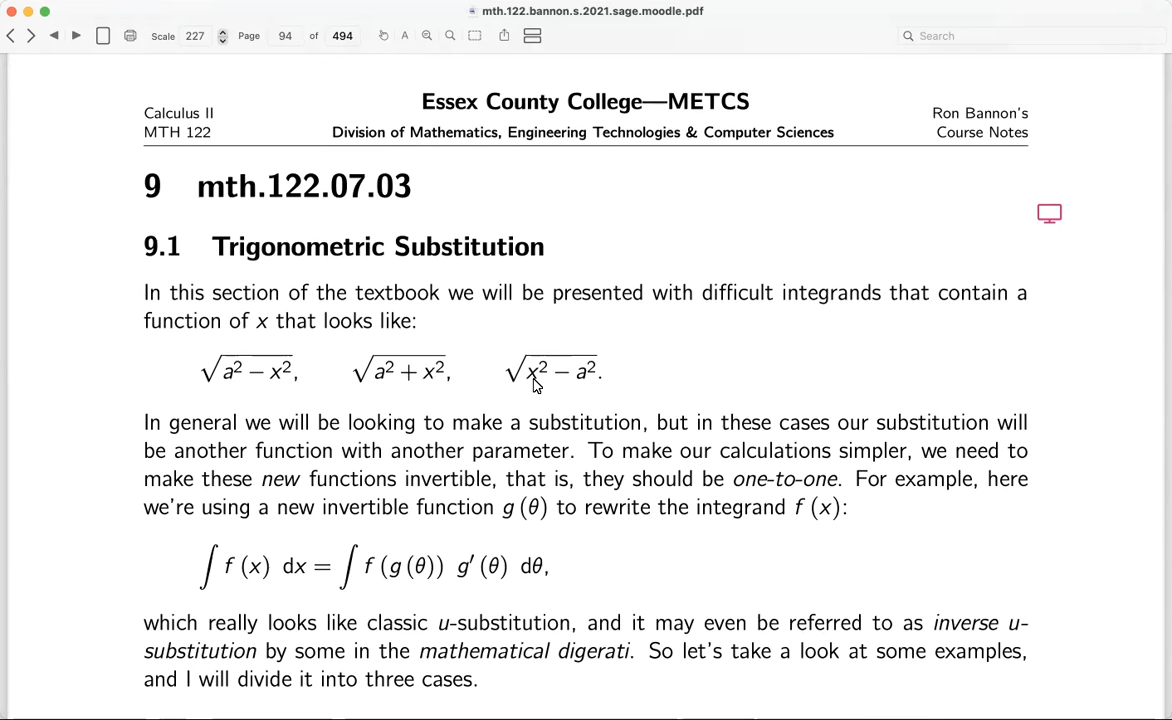 mth.122.bannon.s.2021.sage.moodle.pdf
Scale 227 Page 94 of 494 A Search
Essex County College—METCS
Calculus II
Ron Bannon's
MTH 122
Division of Mathematics, Engineering Technologies & Computer Sciences
Course Notes
9 mth.122.07.03
9.1 Trigonometric Substitution
In this section of the textbook we will be presented with difficult integrands that contain a
function of x that looks like:
√(a² − x²), √(a² + x²), √(x² − a²).
In general we will be looking to make a substitution, but in these cases our substitution will
be another function with another parameter. To make our calculations simpler, we need to
make these new functions invertible, that is, they should be one-to-one. For example, here
we're using a new invertible function g (θ) to rewrite the integrand f (x):
∫ f (x) dx = ∫ f (g (θ)) g′ (θ) dθ,
which really looks like classic u-substitution, and it may even be referred to as inverse u-
substitution by some in the mathematical digerati. So let's take a look at some examples,
and I will divide it into three cases.